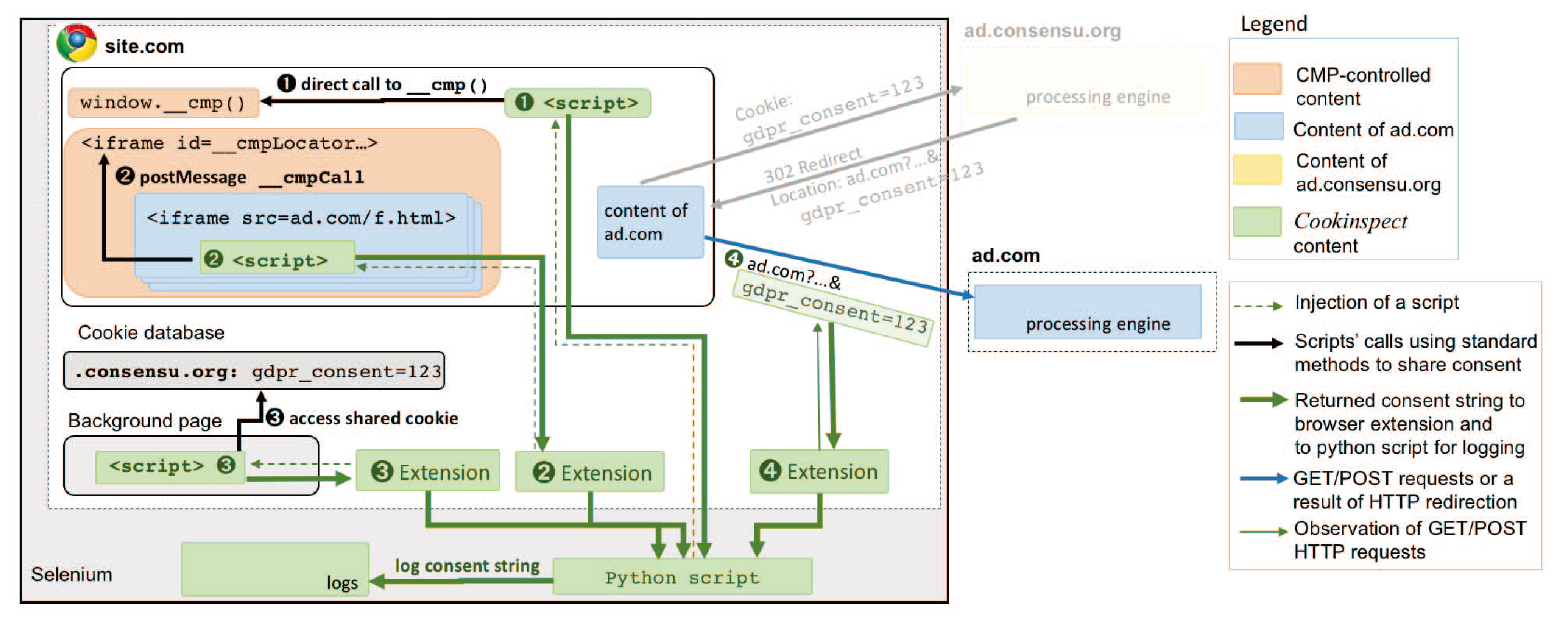 site.com
❶ direct call to __cmp()
window.__cmp()
❶ <script>
<iframe id=__cmpLocator…>
❷ postMessage __cmpCall
<iframe src=ad.com/f.html>
❷ <script>
content of
ad.com
Cookie database
.consensu.org: gdpr_consent=123
❸ access shared cookie
Background page
<script> ❸
❸ Extension
❷ Extension
❹ Extension
❹ ad.com?...&
gdpr_consent=123
Selenium
logs
log consent string
Python script
ad.consensu.org
processing engine
Cookie:
gdpr_consent=123
302 Redirect
Location: ad.com?...&
gdpr_consent=123
ad.com
processing engine
Legend
CMP-controlled
content
Content of ad.com
Content of
ad.consensu.org
Cookinspect
content
Injection of a script
Scripts' calls using standard
methods to share consent
Returned consent string to
browser extension and
to python script for logging
GET/POST requests or a
result of HTTP redirection
Observation of GET/POST
HTTP requests